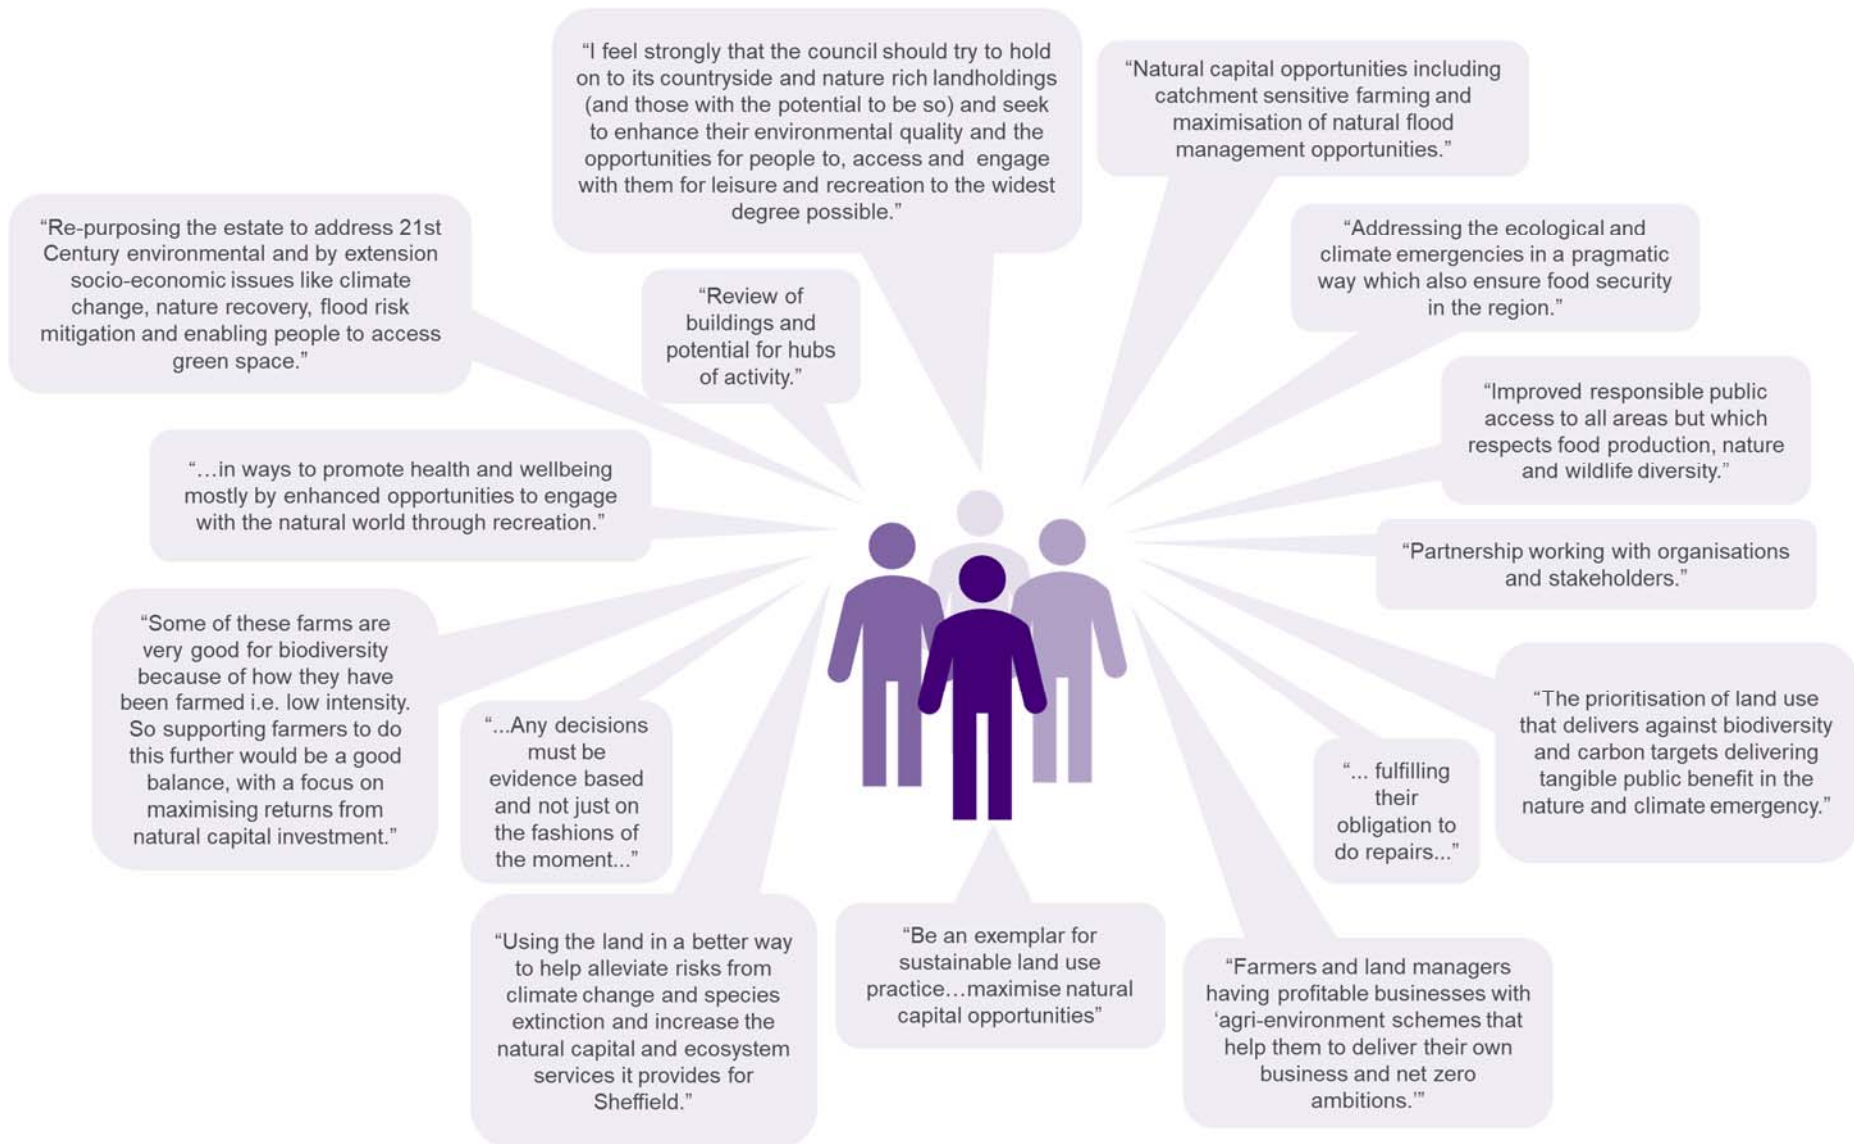 “I feel strongly that the council should try to hold
on to its countryside and nature rich landholdings
(and those with the potential to be so) and seek
to enhance their environmental quality and the
opportunities for people to, access and engage
with them for leisure and recreation to the widest
degree possible.”
“Natural capital opportunities including
catchment sensitive farming and
maximisation of natural flood
management opportunities.”
“Re-purposing the estate to address 21st
Century environmental and by extension
socio-economic issues like climate
change, nature recovery, flood risk
mitigation and enabling people to access
green space.”
“Review of
buildings and
potential for hubs
of activity.”
“Addressing the ecological and
climate emergencies in a pragmatic
way which also ensure food security
in the region.”
“Improved responsible public
access to all areas but which
respects food production, nature
and wildlife diversity.”
“…in ways to promote health and wellbeing
mostly by enhanced opportunities to engage
with the natural world through recreation.”
“Partnership working with organisations
and stakeholders.”
“Some of these farms are
very good for biodiversity
because of how they have
been farmed i.e. low intensity.
So supporting farmers to do
this further would be a good
balance, with a focus on
maximising returns from
natural capital investment.”
“...Any decisions
must be
evidence based
and not just on
the fashions of
the moment...”
“... fulfilling
their
obligation to
do repairs...”
“The prioritisation of land use
that delivers against biodiversity
and carbon targets delivering
tangible public benefit in the
nature and climate emergency.”
“Using the land in a better way
to help alleviate risks from
climate change and species
extinction and increase the
natural capital and ecosystem
services it provides for
Sheffield.”
“Be an exemplar for
sustainable land use
practice…maximise natural
capital opportunities”
“Farmers and land managers
having profitable businesses with
‘agri-environment schemes that
help them to deliver their own
business and net zero
ambitions.’”